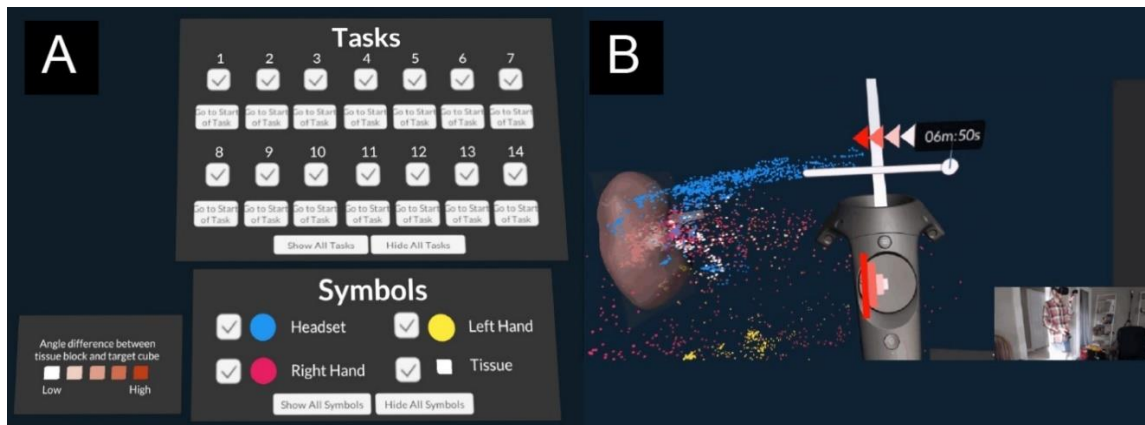 A
Tasks
1 2 3 4 5 6 7
Go to Start of Task Go to Start of Task Go to Start of Task Go to Start of Task Go to Start of Task Go to Start of Task Go to Start of Task
8 9 10 11 12 13 14
Go to Start of Task Go to Start of Task Go to Start of Task Go to Start of Task Go to Start of Task Go to Start of Task Go to Start of Task
Show All Tasks Hide All Tasks
Symbols
Headset Left Hand
Right Hand Tissue
Show All Symbols Hide All Symbols
Angle difference between
tissue block and target cube
Low High
B
06m:50s